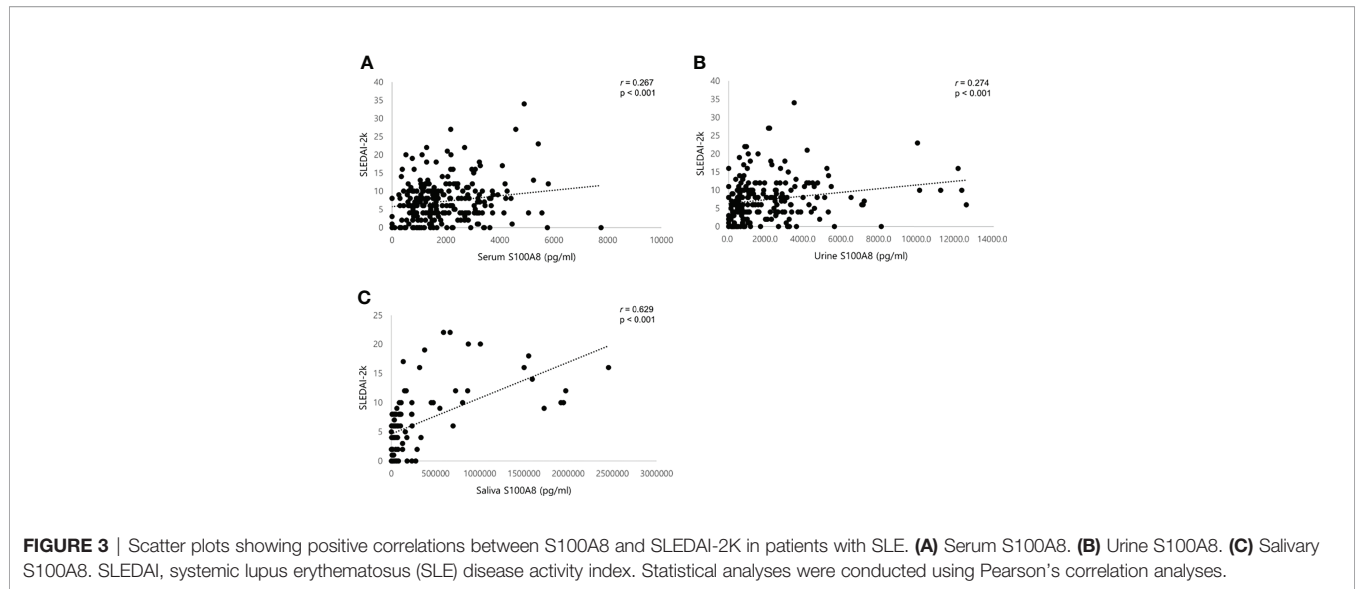 A
r = 0.267
p < 0.001
40
35
30
25
20
15
10
5
0
SLEDAI-2k
0
2000
4000
6000
8000
10000
Serum S100A8 (pg/ml)
B
r = 0.274
p < 0.001
40
35
30
25
20
15
10
5
0
SLEDAI-2k
0.0
2000.0
4000.0
6000.0
8000.0
10000.0
12000.0
14000.0
Urine S100A8 (pg/ml)
C
r = 0.629
p < 0.001
25
20
15
10
5
0
SLEDAI-2k
0
500000
1000000
1500000
2000000
2500000
3000000
Saliva S100A8 (pg/ml)
FIGURE 3 | Scatter plots showing positive correlations between S100A8 and SLEDAI-2K in patients with SLE. (A) Serum S100A8. (B) Urine S100A8. (C) Salivary
S100A8. SLEDAI, systemic lupus erythematosus (SLE) disease activity index. Statistical analyses were conducted using Pearson’s correlation analyses.